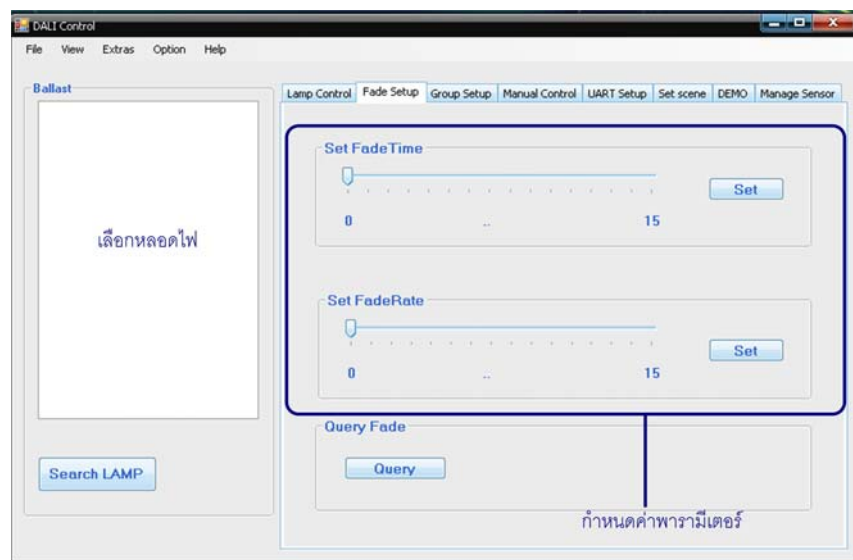 DALI Control
File View Extras Option Help
Ballast
เลือกหลอดไฟ
Search LAMP
Lamp Control Fade Setup Group Setup Manual Control UART Setup Set scene DEMO Manage Sensor
Set FadeTime
Set
0 .. 15
Set FadeRate
Set
0 .. 15
Query Fade
Query
กำหนดค่าพารามีเตอร์